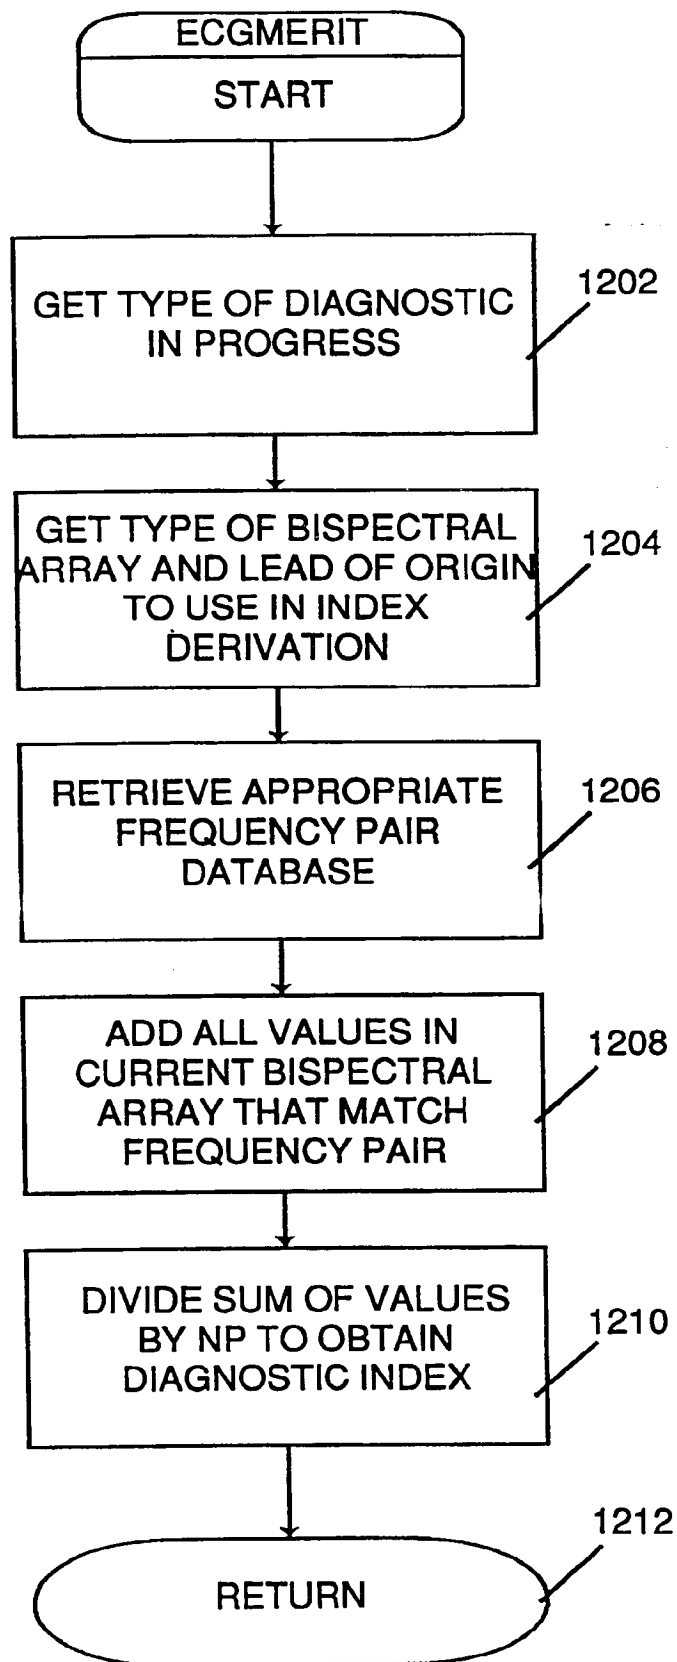 ECGMERIT
START
GET TYPE OF DIAGNOSTIC
IN PROGRESS
1202
GET TYPE OF BISPECTRAL
ARRAY AND LEAD OF ORIGIN
TO USE IN INDEX
DERIVATION
1204
RETRIEVE APPROPRIATE
FREQUENCY PAIR
DATABASE
1206
ADD ALL VALUES IN
CURRENT BISPECTRAL
ARRAY THAT MATCH
FREQUENCY PAIR
1208
DIVIDE SUM OF VALUES
BY NP TO OBTAIN
DIAGNOSTIC INDEX
1210
RETURN
1212